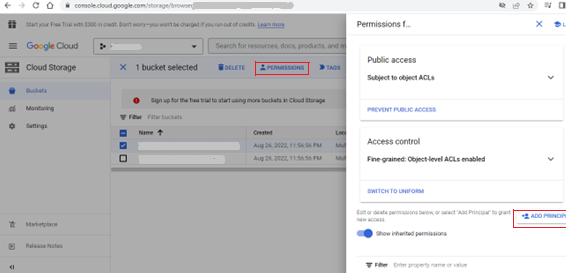 console.cloud.google.com/storage/browser
Start your Free Trial with $300 in credit. Don't worry—you won't be charged if you run out of credits. Learn more
Google Cloud
Search for resources, docs, products, and m
Cloud Storage
1 bucket selected
DELETE
PERMISSIONS
TAGS
Buckets
Monitoring
Settings
Sign up for the free trial to start using more buckets in Cloud Storage
Filter Filter buckets
Name
Created
Loca
Aug 26, 2022, 11:56:56 PM
Mul
Aug 26, 2022, 11:56:56 PM
Mul
Marketplace
Release Notes
Permissions f...
Public access
Subject to object ACLs
PREVENT PUBLIC ACCESS
Access control
Fine-grained: Object-level ACLs enabled
SWITCH TO UNIFORM
Edit or delete permissions below, or select "Add Principal" to grant
new access.
ADD PRINCIP
Show inherited permissions
Filter Enter property name or value